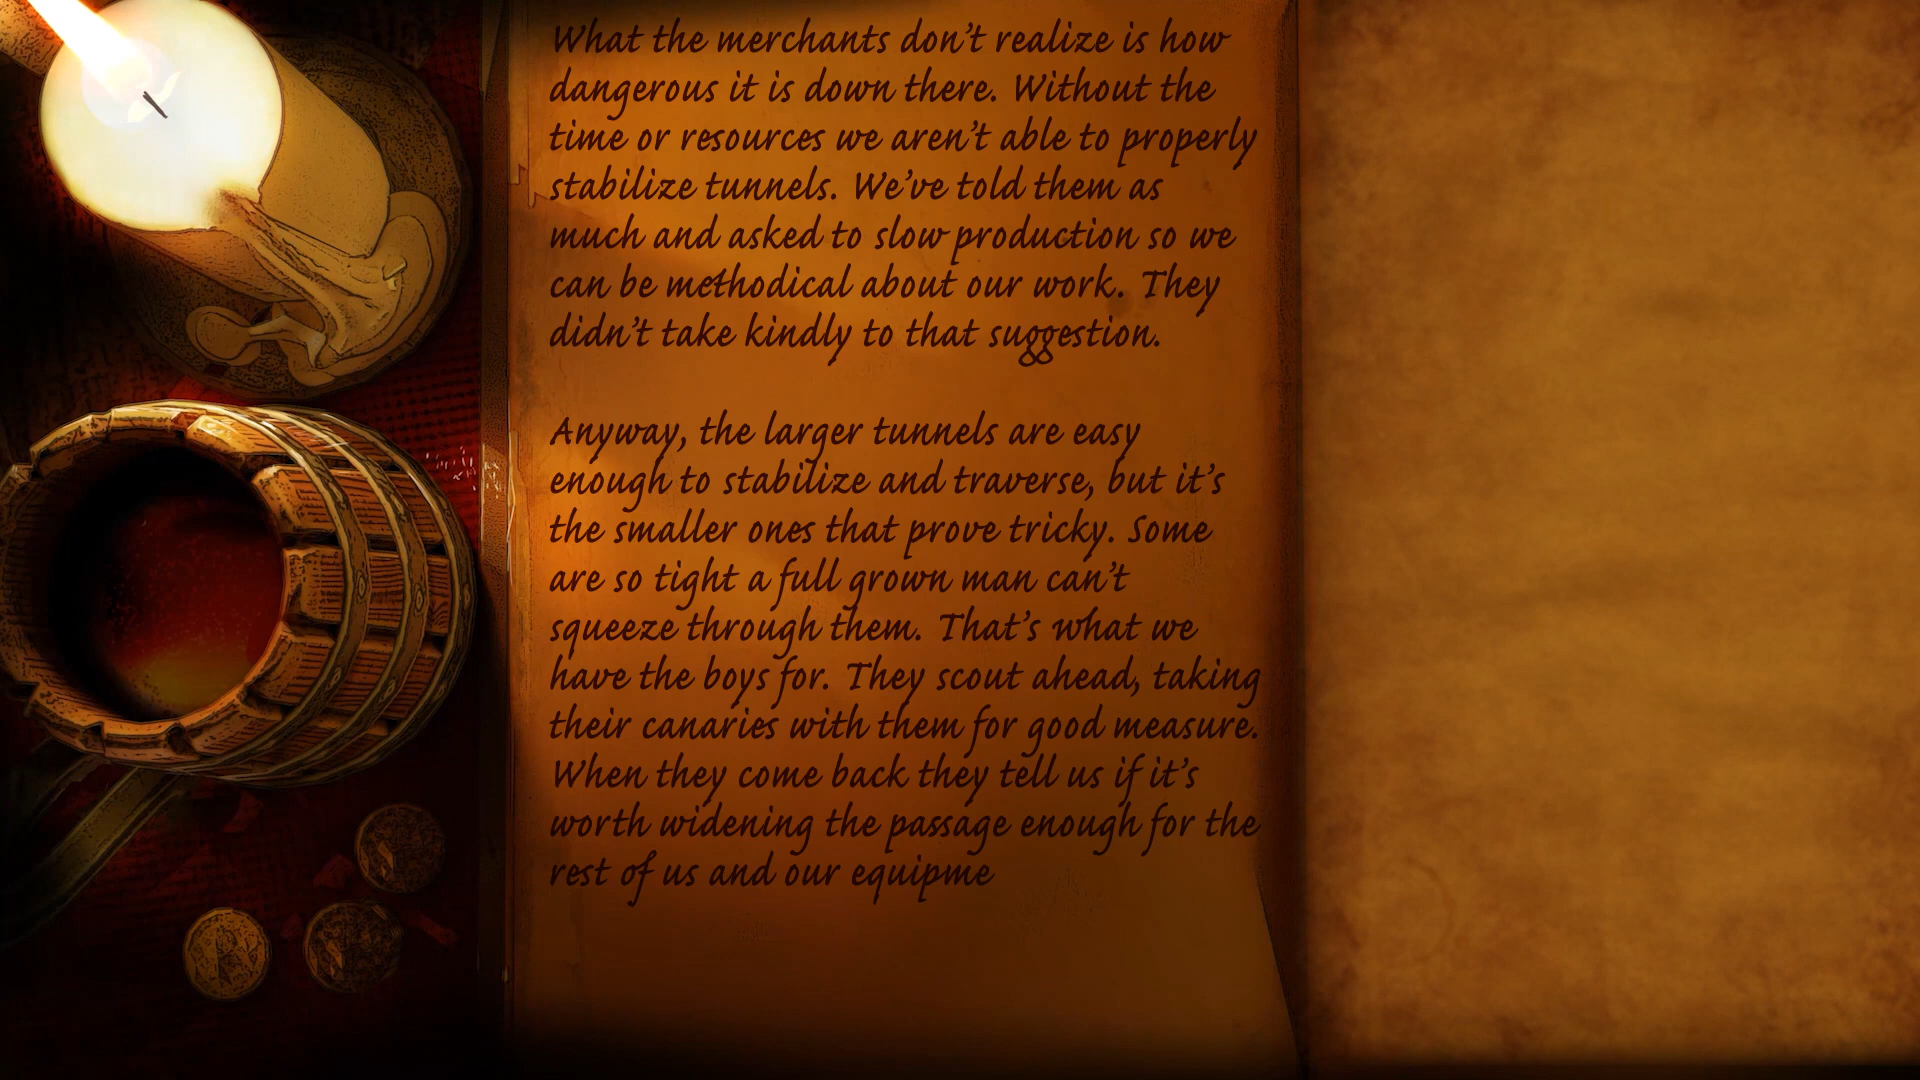 What the merchants don't realize is how
dangerous it is down there. Without the
time or resources we aren't able to properly
stabilize tunnels. We've told them as
much and asked to slow production so we
can be methodical about our work. They
didn't take kindly to that suggestion.
Anyway, the larger tunnels are easy
enough to stabilize and traverse, but it's
the smaller ones that prove tricky. Some
are so tight a full grown man can't
squeeze through them. That's what we
have the boys for. They scout ahead, taking
their canaries with them for good measure.
When they come back they tell us if it's
worth widening the passage enough for the
rest of us and our equipme